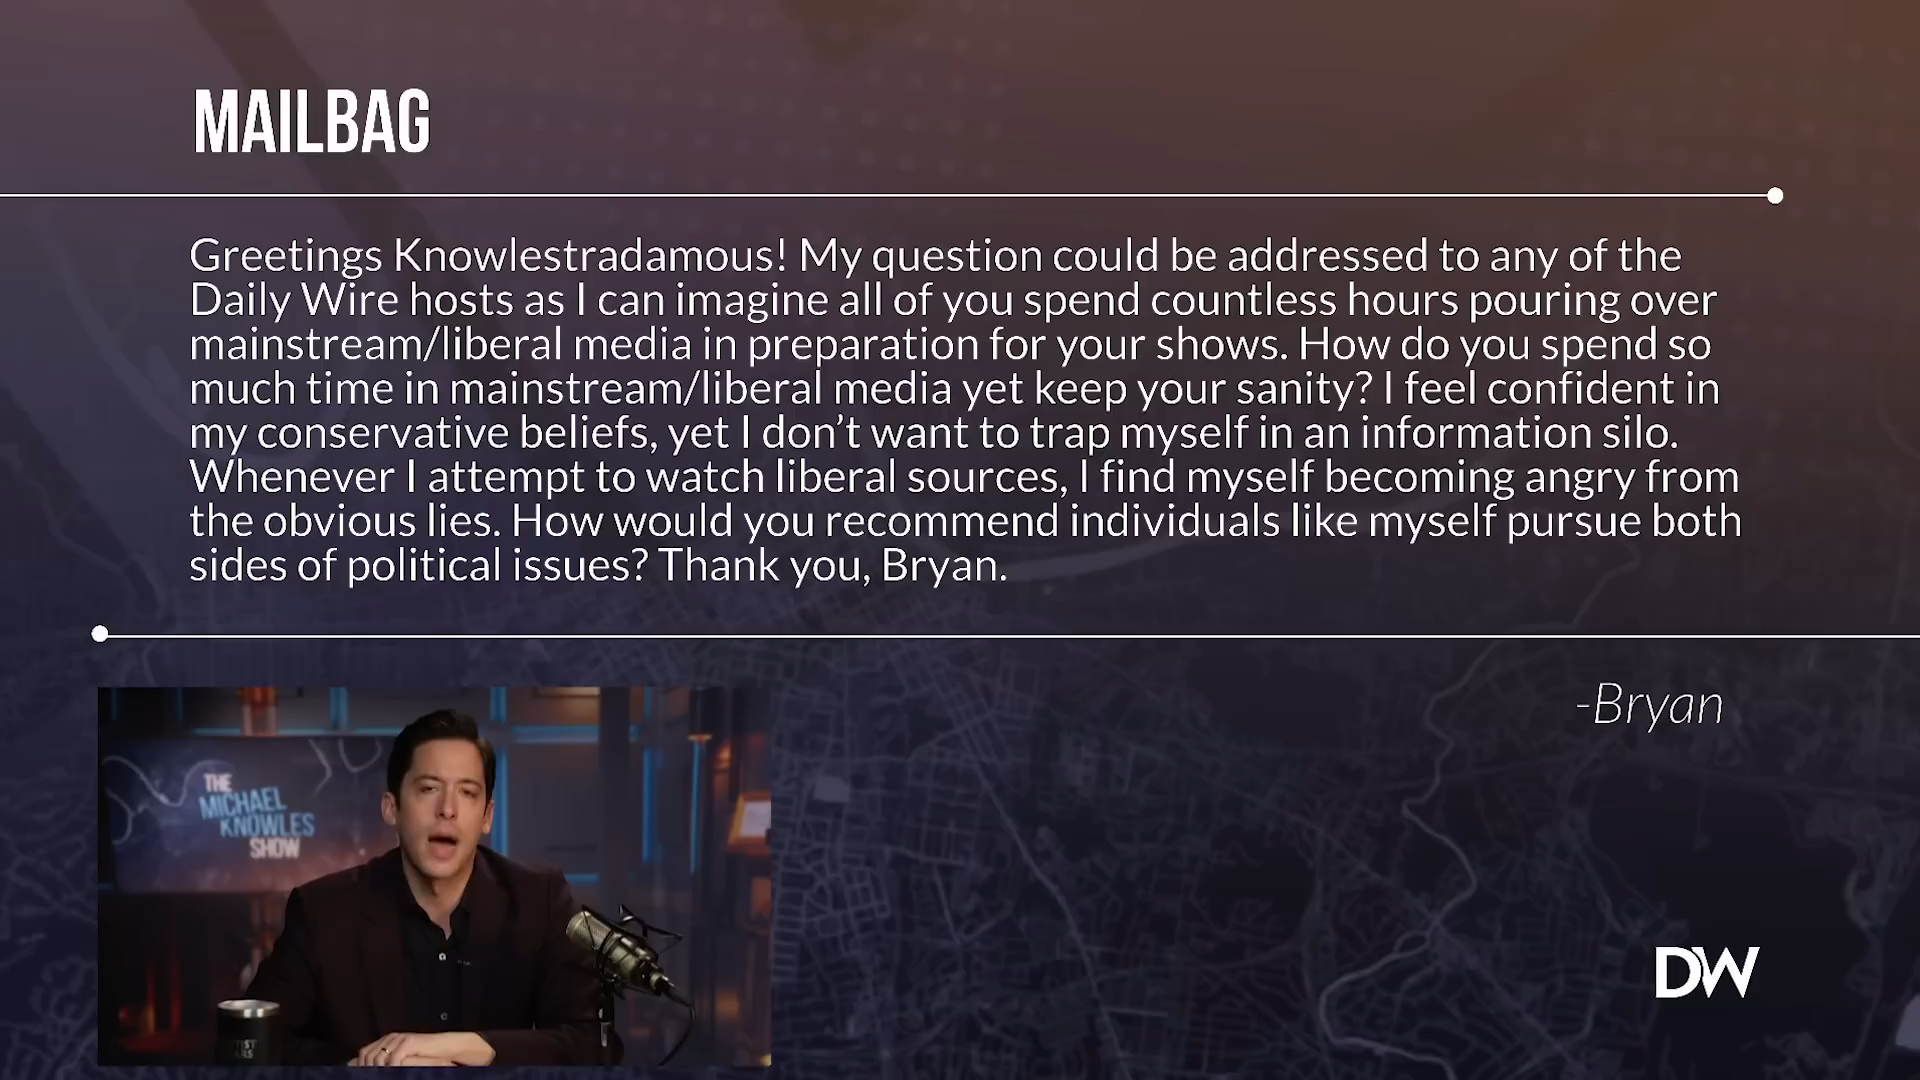 MAILBAG
Greetings Knowlestradamous! My question could be addressed to any of the
Daily Wire hosts as I can imagine all of you spend countless hours pouring over
mainstream/liberal media in preparation for your shows. How do you spend so
much time in mainstream/liberal media yet keep your sanity? I feel confident in
my conservative beliefs, yet I don’t want to trap myself in an information silo.
Whenever I attempt to watch liberal sources, I find myself becoming angry from
the obvious lies. How would you recommend individuals like myself pursue both
sides of political issues? Thank you, Bryan.
-Bryan
THE
MICHAEL
KNOWLES
SHOW
DW